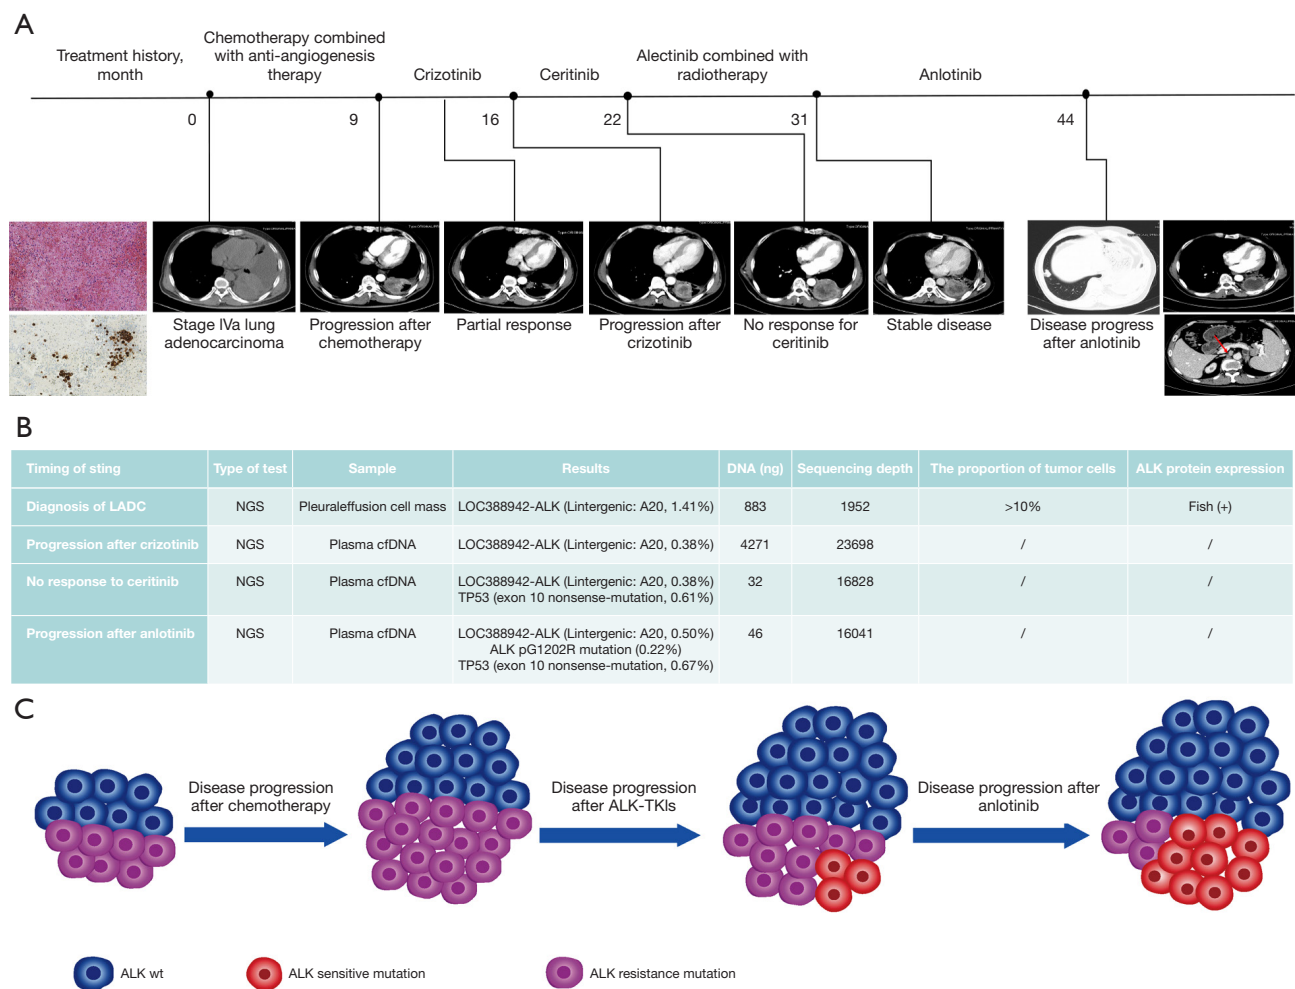 A
Treatment history,
month
Chemotherapy combined
with anti-angiogenesis
therapy
Crizotinib
Ceritinib
Alectinib combined with
radiotherapy
Anlotinib
0
9
16
22
31
44
Stage IVa lung
adenocarcinoma
Progression after
chemotherapy
Partial response
Progression after
crizotinib
No response for
ceritinib
Stable disease
Disease progress
after anlotinib
B
Timing of sting
Type of test
Sample
Results
DNA (ng)
Sequencing depth
The proportion of tumor cells
ALK protein expression
Diagnosis of LADC
NGS
Pleuraleffusion cell mass
LOC388942-ALK (Lintergenic: A20, 1.41%)
883
1952
>10%
Fish (+)
Progression after crizotinib
NGS
Plasma cfDNA
LOC388942-ALK (Lintergenic: A20, 0.38%)
4271
23698
/
/
No response to ceritinib
NGS
Plasma cfDNA
LOC388942-ALK (Lintergenic: A20, 0.38%)
TP53 (exon 10 nonsense-mutation, 0.61%)
32
16828
/
/
Progression after anlotinib
NGS
Plasma cfDNA
LOC388942-ALK (Lintergenic: A20, 0.50%)
ALK pG1202R mutation (0.22%)
TP53 (exon 10 nonsense-mutation, 0.67%)
46
16041
/
/
C
Disease progression
after chemotherapy
Disease progression
after ALK-TKIs
Disease progression after
anlotinib
ALK wt
ALK sensitive mutation
ALK resistance mutation